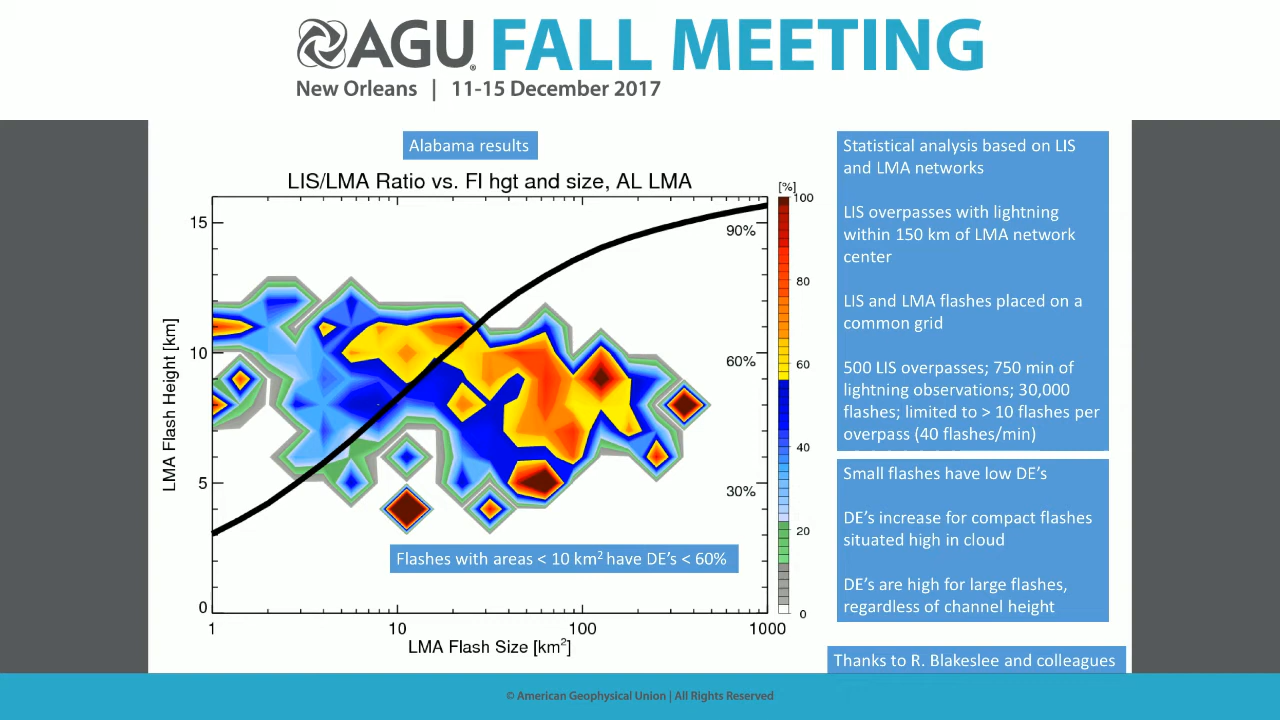 AGU FALL MEETING
New Orleans | 11-15 December 2017
Alabama results
LIS/LMA Ratio vs. Fl hgt and size, AL LMA
[%]
100
80
60
40
20
0
90%
60%
30%
15
10
5
0
LMA Flash Height [km]
1
10
100
1000
LMA Flash Size [km²]
Flashes with areas < 10 km² have DE's < 60%
Statistical analysis based on LIS
and LMA networks
LIS overpasses with lightning
within 150 km of LMA network
center
LIS and LMA flashes placed on a
common grid
500 LIS overpasses; 750 min of
lightning observations; 30,000
flashes; limited to > 10 flashes per
overpass (40 flashes/min)
Small flashes have low DE's
DE's increase for compact flashes
situated high in cloud
DE's are high for large flashes,
regardless of channel height
Thanks to R. Blakeslee and colleagues
© American Geophysical Union | All Rights Reserved